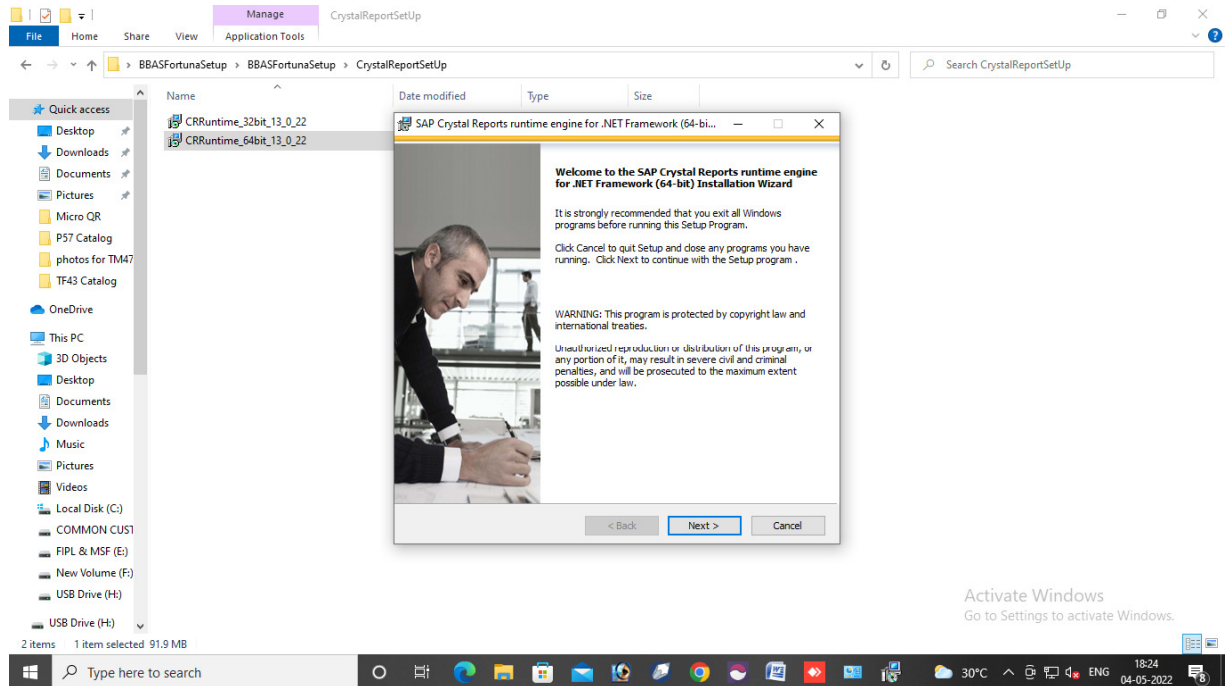 Manage
CrystalReportSetUp
File
Home
Share
View
Application Tools
BBASFortunaSetup
BBASFortunaSetup
CrystalReportSetUp
Search CrystalReportSetUp
Name
Date modified
Type
Size
Quick access
Desktop
Downloads
Documents
Pictures
Micro QR
P57 Catalog
photos for TM47
TF43 Catalog
OneDrive
This PC
3D Objects
Desktop
Documents
Downloads
Music
Pictures
Videos
Local Disk (C:)
COMMON CUST
FIPL & MSF (E:)
New Volume (F:)
USB Drive (H:)
USB Drive (H:)
CRRuntime_32bit_13_0_22
CRRuntime_64bit_13_0_22
SAP Crystal Reports runtime engine for .NET Framework (64-bi...
Welcome to the SAP Crystal Reports runtime engine
for .NET Framework (64-bit) Installation Wizard
It is strongly recommended that you exit all Windows
programs before running this Setup Program.
Click Cancel to quit Setup and close any programs you have
running. Click Next to continue with the Setup program .
WARNING: This program is protected by copyright law and
international treaties.
Unauthorized reproduction or distribution of this program, or
any portion of it, may result in severe civil and criminal
penalties, and will be prosecuted to the maximum extent
possible under law.
< Back
Next >
Cancel
Activate Windows
Go to Settings to activate Windows.
2 items
1 item selected 91.9 MB
Type here to search
30°C
ENG
18:24
04-05-2022
8